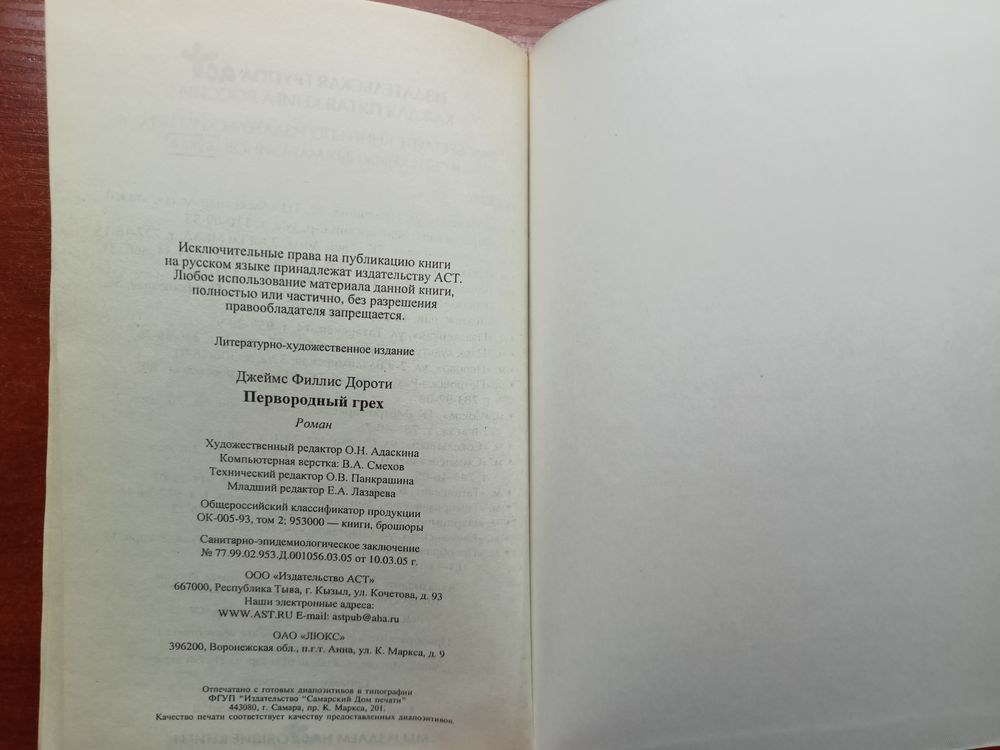 Исключительные права на публикацию книги
на русском языке принадлежат издательству АСТ.
Любое использование материала данной книги,
полностью или частично, без разрешения
правообладателя запрещается.
Литературно-художественное издание
Джеймс Филлис Дороти
Первородный грех
Роман
Художественный редактор О.Н. Адаскина
Компьютерная верстка: В.А. Смехов
Технический редактор О.В. Панкрашина
Младший редактор Е.А. Лазарева
Общероссийский классификатор продукции
ОК-005-93, том 2; 953000 — книги, брошюры
Санитарно-эпидемиологическое заключение
№ 77.99.02.953.Д.001056.03.05 от 10.03.05 г.
ООО «Издательство АСТ»
667000, Республика Тыва, г. Кызыл, ул. Кочетова, д. 93
Наши электронные адреса:
WWW.AST.RU E-mail: astpub@aha.ru
ОАО «ЛЮКС»
396200, Воронежская обл., п.г.т. Анна, ул. К. Маркса, д. 9
Отпечатано с готовых диапозитивов в типографии
ФГУП "Издательство "Самарский Дом печати"
443080, г. Самара, пр. К. Маркса, 201.
Качество печати соответствует качеству предоставленных диапозитивов.